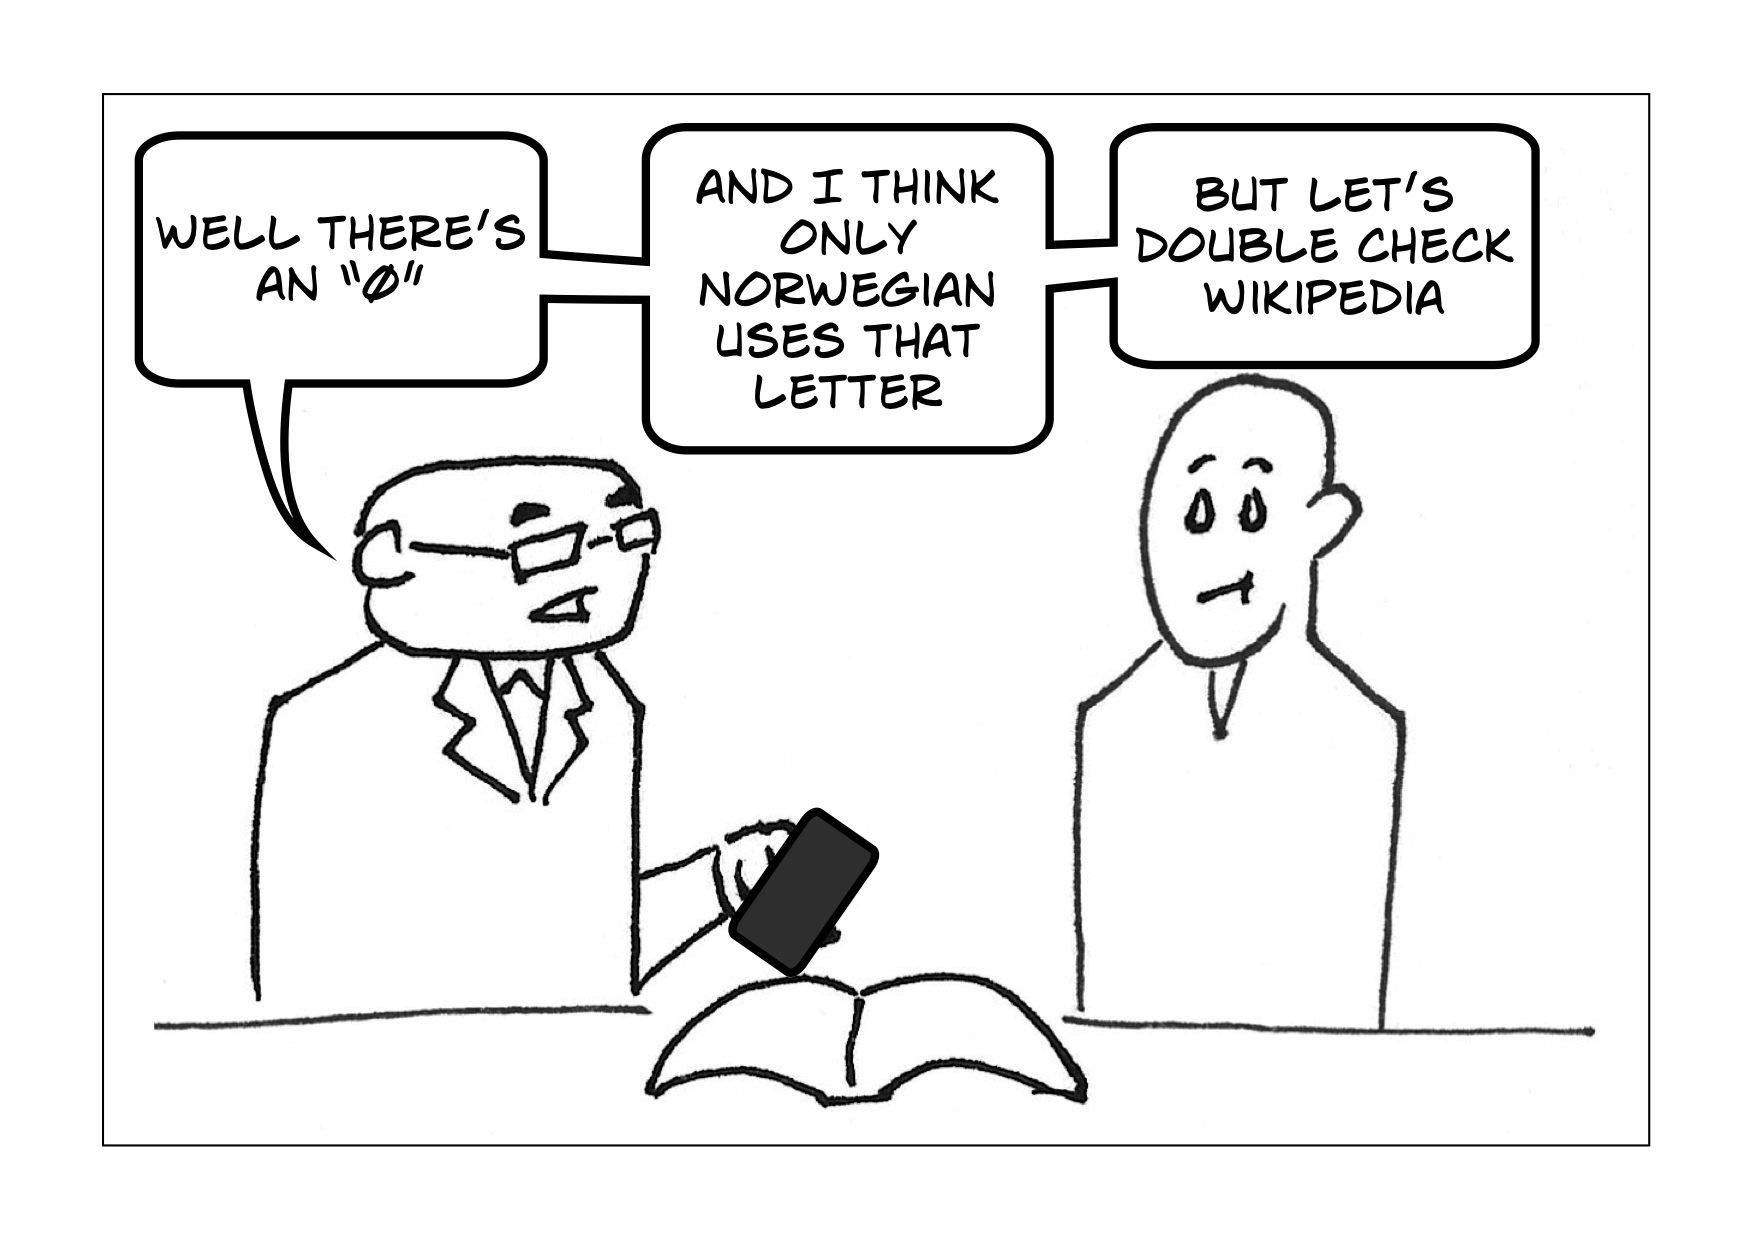 WELL THERE'S
AN "Ø"
AND I THINK
ONLY
NORWEGIAN
USES THAT
LETTER
BUT LET'S
DOUBLE CHECK
WIKIPEDIA